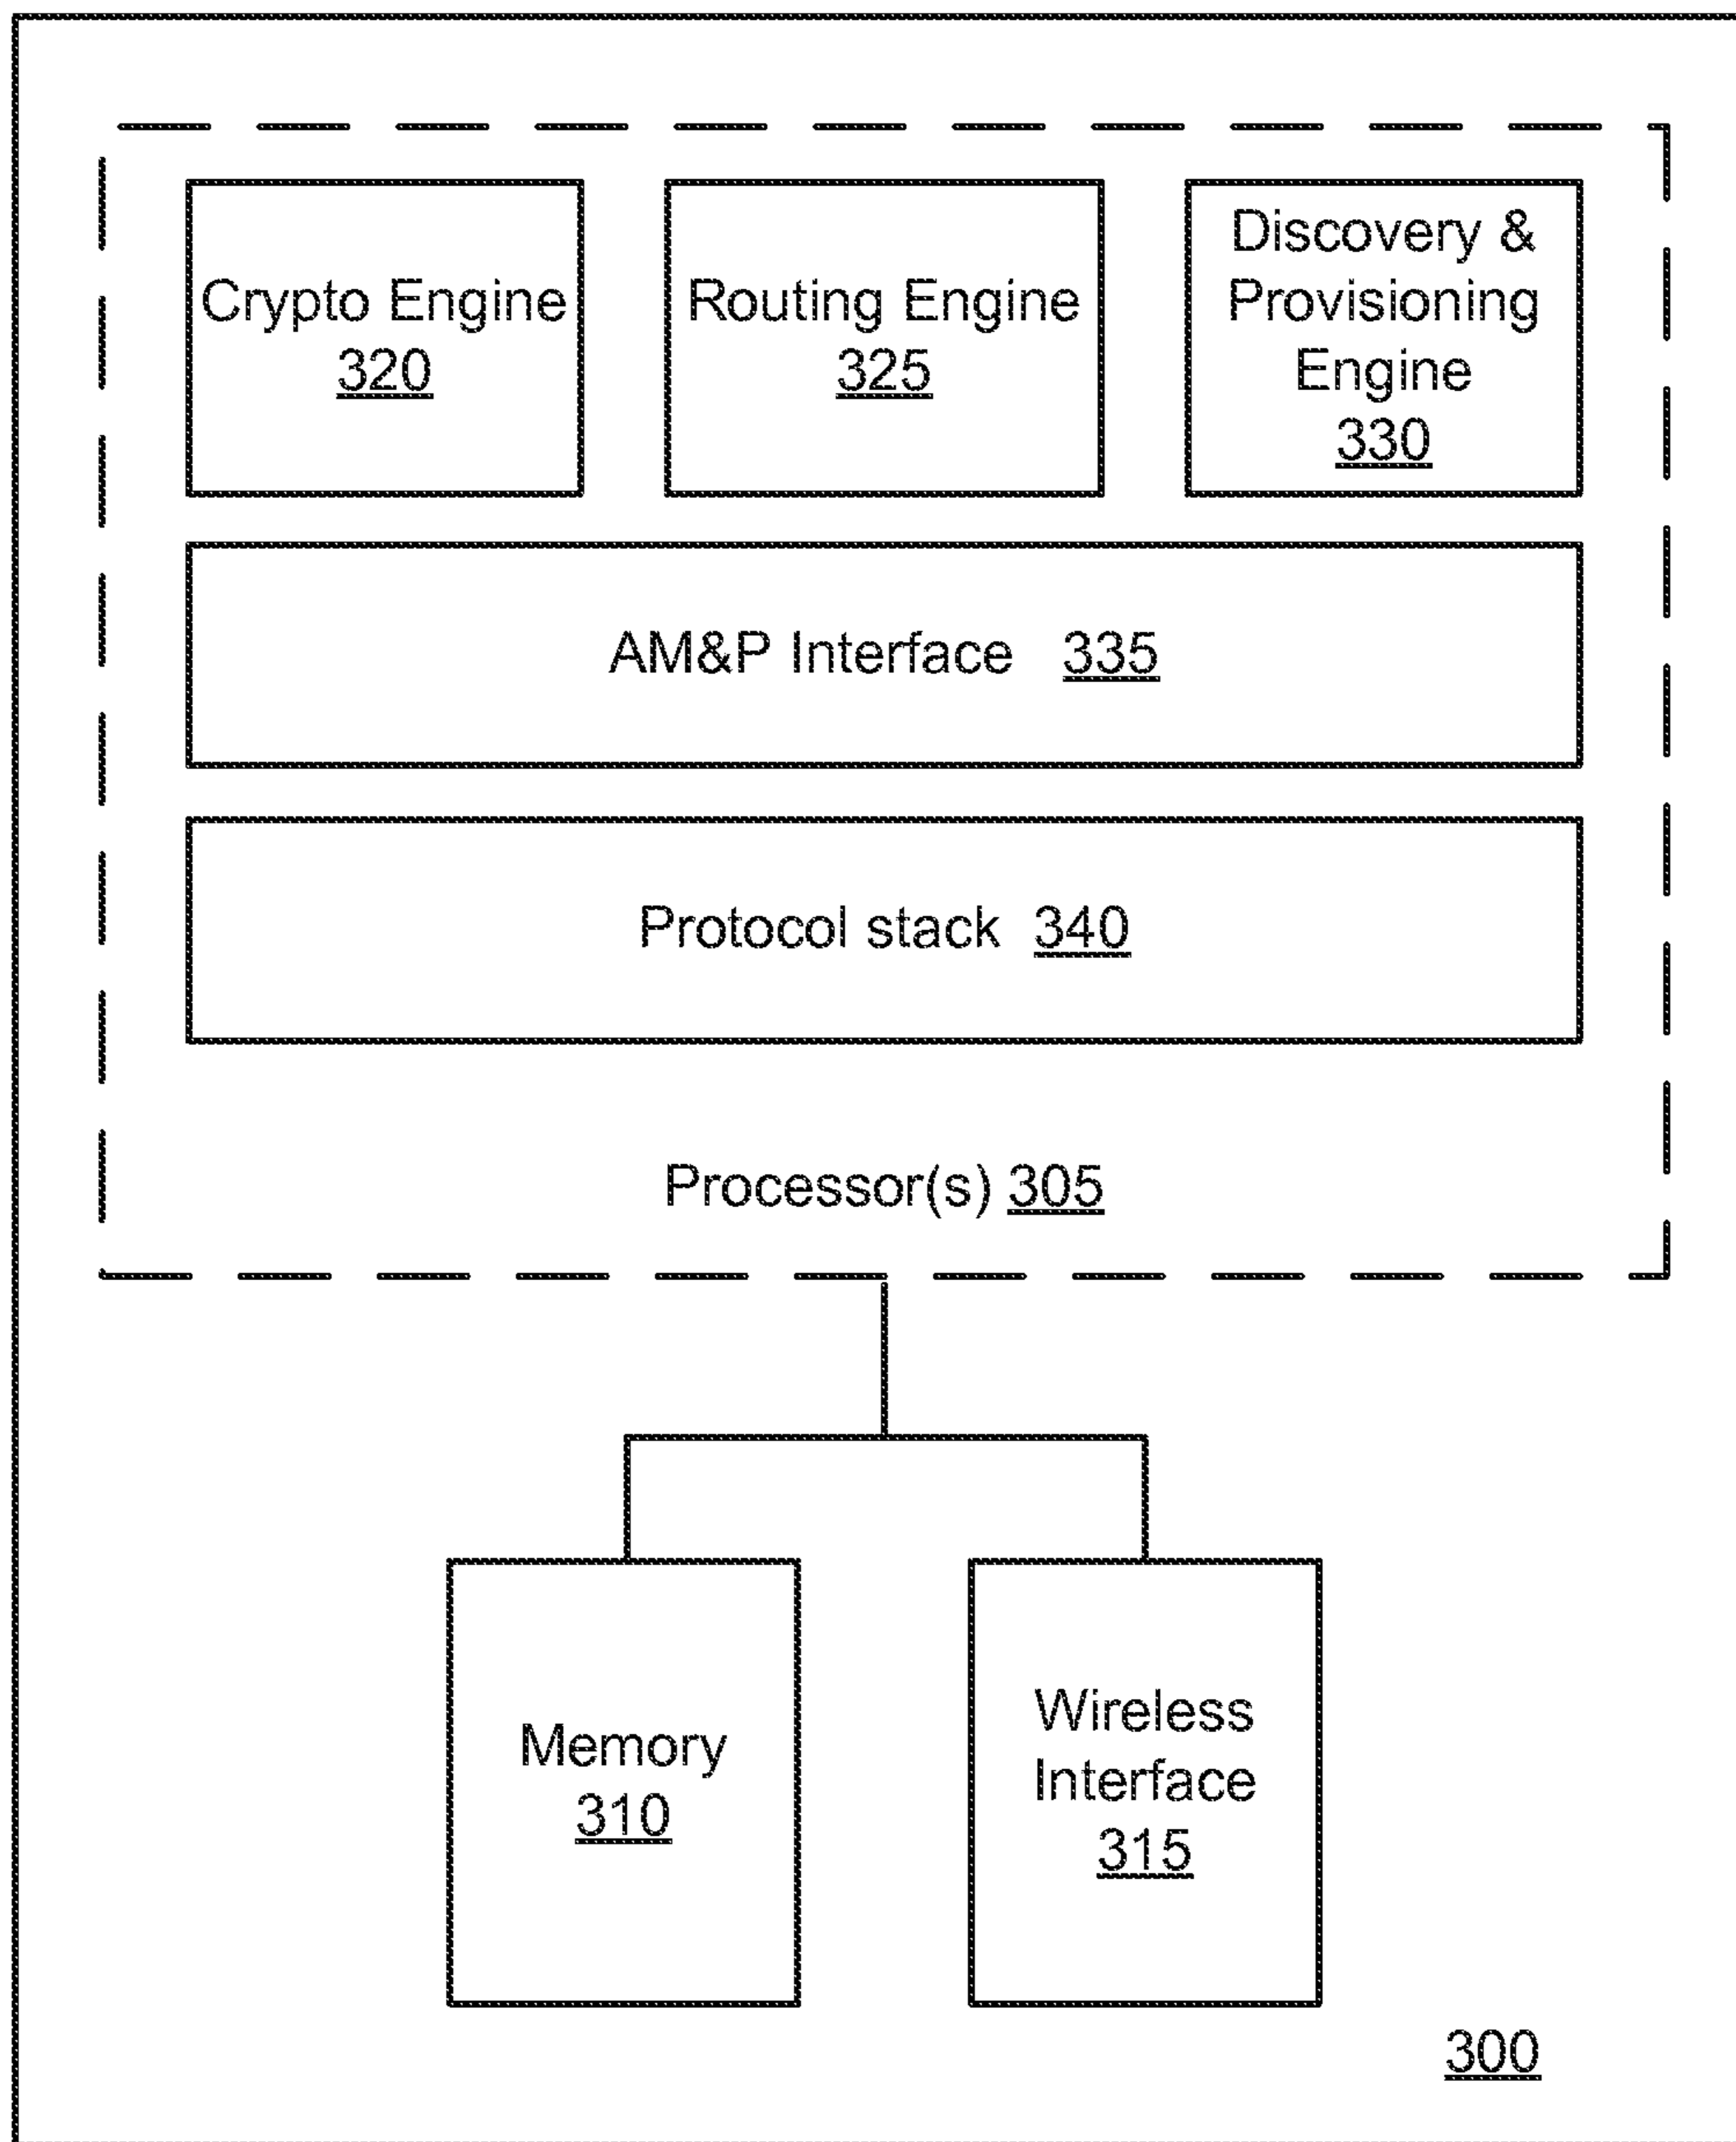 Crypto Engine
320
Routing Engine
325
Discovery &
Provisioning
Engine
330
AM&P Interface 335
Protocol stack 340
Processor(s) 305
Memory
310
Wireless
Interface
315
300